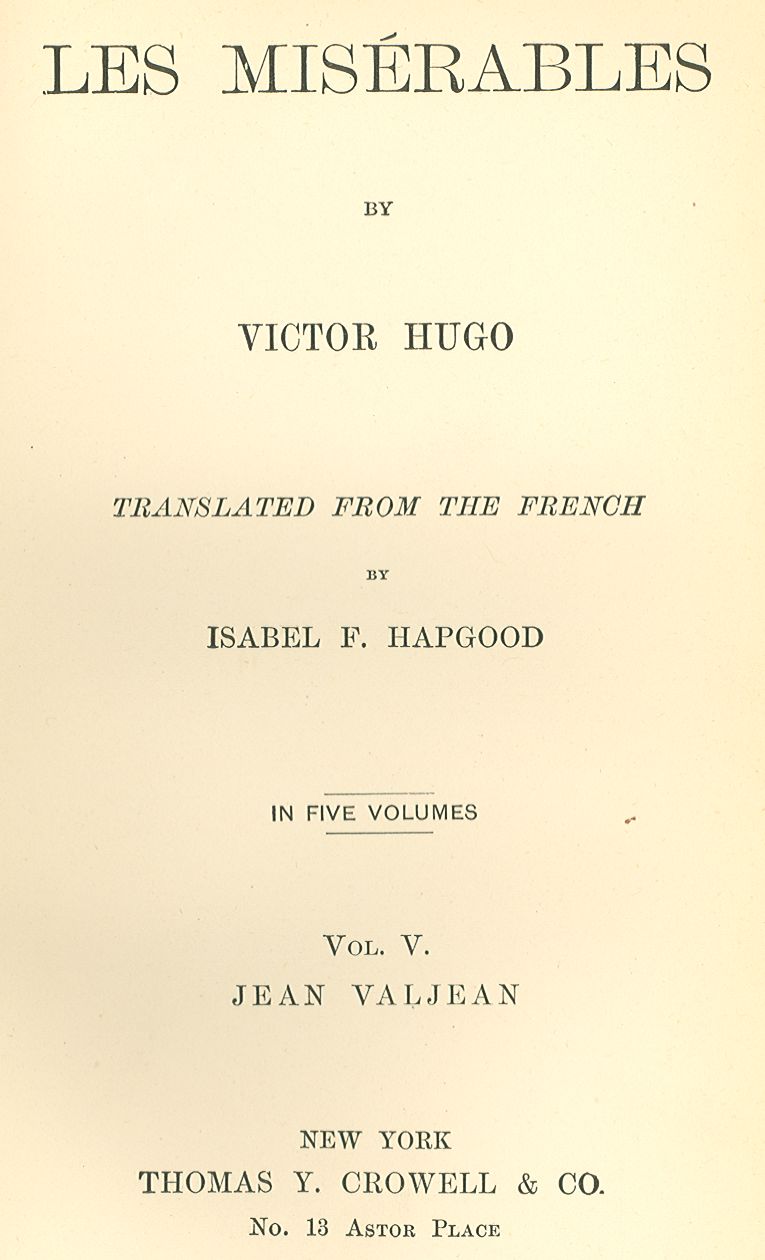 LES MISÉRABLES
BY
VICTOR HUGO
TRANSLATED FROM THE FRENCH
BY
ISABEL F. HAPGOOD
IN FIVE VOLUMES
VOL. V.
JEAN VALJEAN
NEW YORK
THOMAS Y. CROWELL & CO.
No. 13 ASTOR PLACE